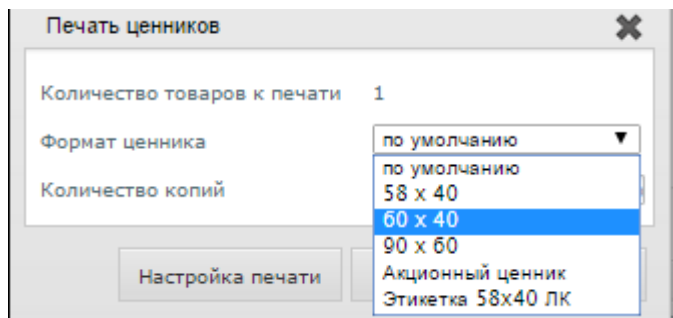 Печать ценников
Количество товаров к печати 1
Формат ценника по умолчанию
по умолчанию
Количество копий
58 x 40
60 x 40
90 x 60
Настройка печати
Акционный ценник
Этикетка 58x40 ЛК